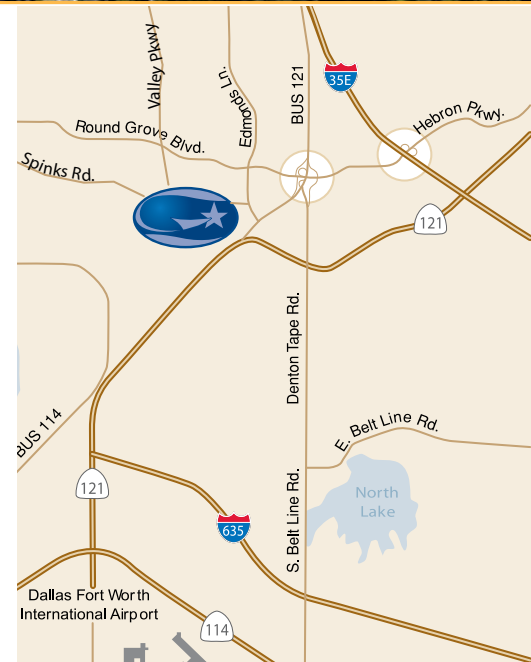 Valley Pkwy
Edmonds Ln.
BUS 121
35E
Hebron Pkwy.
Round Grove Blvd.
Spinks Rd.
121
Denton Tape Rd.
BUS 114
E. Belt Line Rd.
121
S. Belt Line Rd.
North
Lake
635
Dallas Fort Worth
International Airport
114